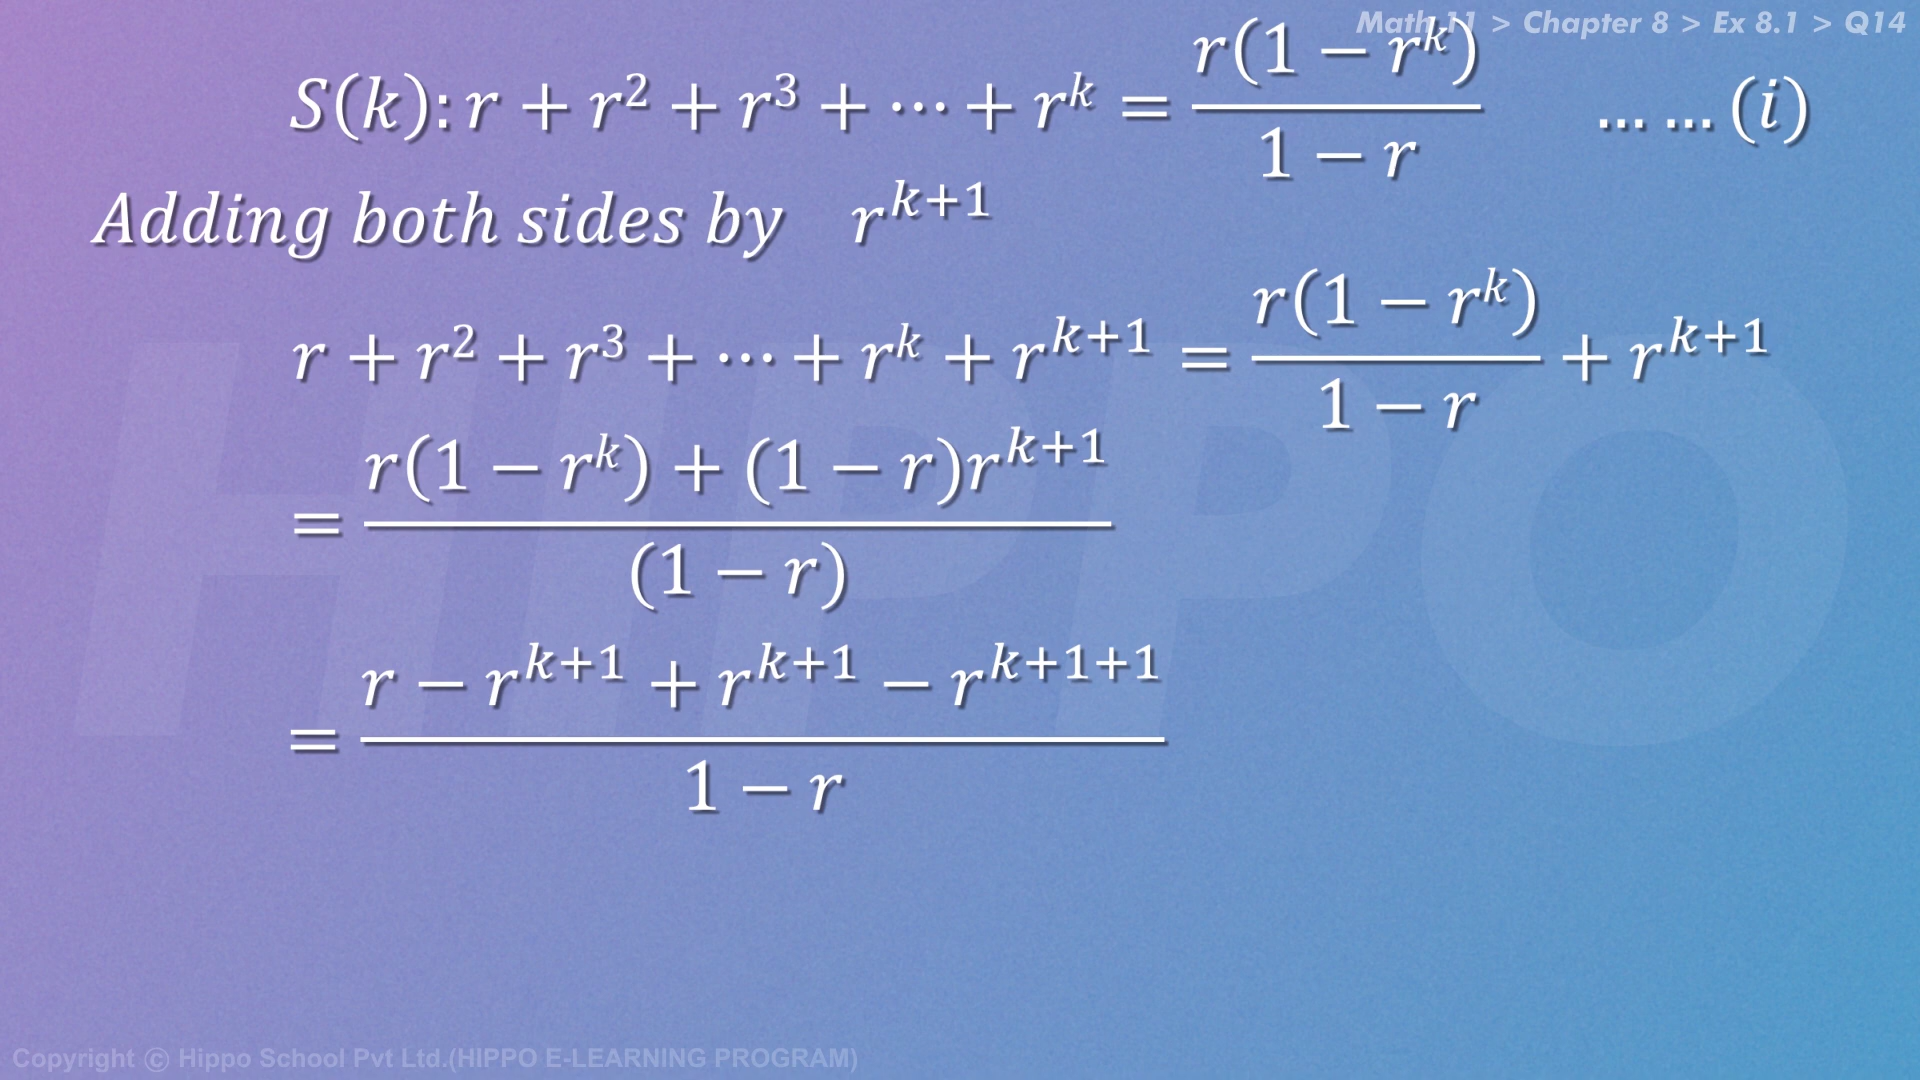 Math 11 > Chapter 8 > Ex 8.1 > Q14
S(k): r + r² + r³ + ⋯ + rᵏ = r(1 − rᵏ) / 1 − r … … (i)
Adding both sides by rᵏ⁺¹
r + r² + r³ + ⋯ + rᵏ + rᵏ⁺¹ = r(1 − rᵏ) / 1 − r + rᵏ⁺¹
= r(1 − rᵏ) + (1 − r)rᵏ⁺¹ / (1 − r)
= r − rᵏ⁺¹ + rᵏ⁺¹ − rᵏ⁺¹⁺¹ / 1 − r
HIPPO
Copyright © Hippo School Pvt Ltd.(HIPPO E-LEARNING PROGRAM)